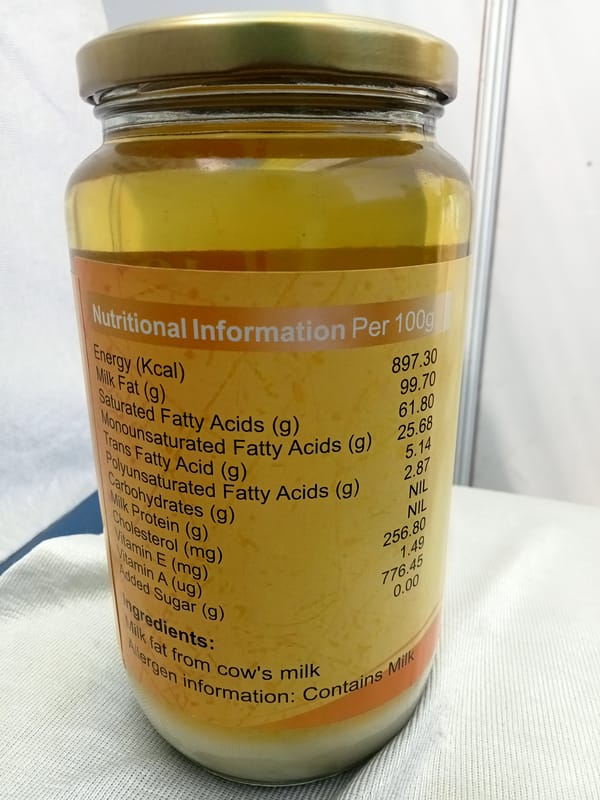 Nutritional Information Per 100g
Energy (Kcal) 897.30
Milk Fat (g) 99.70
Saturated Fatty Acids (g) 61.80
Monounsaturated Fatty Acids (g) 25.68
Trans Fatty Acid (g) 5.14
Polyunsaturated Fatty Acids (g) 2.87
Carbohydrates (g) NIL
Milk Protein (g) NIL
Cholesterol (mg) 256.80
Vitamin E (mg) 1.49
Vitamin A (ug) 776.45
Added Sugar (g) 0.00
Ingredients:
Milk fat from cow's milk
Allergen information: Contains Milk